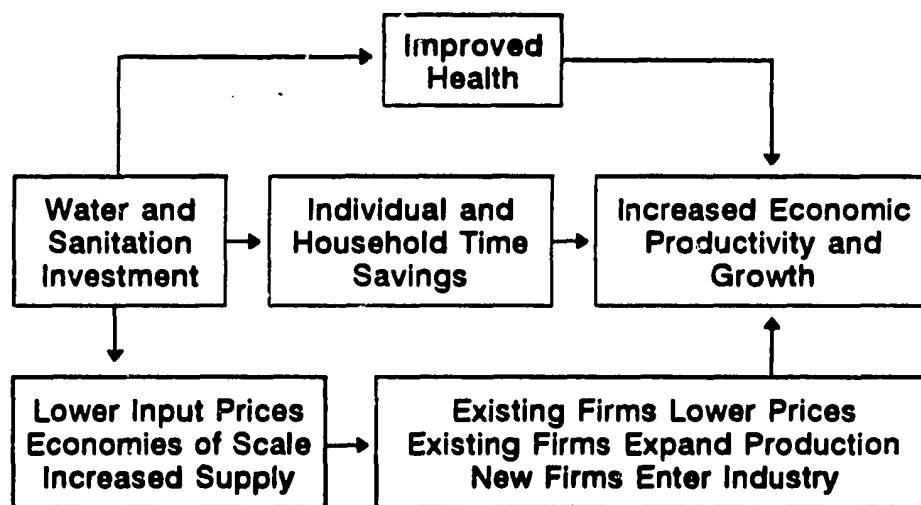 Improved
Health
Water and
Sanitation
Investment
Individual and
Household Time
Savings
Increased Economic
Productivity and
Growth
Lower Input Prices
Economies of Scale
Increased Supply
Existing Firms Lower Prices
Existing Firms Expand Production
New Firms Enter Industry